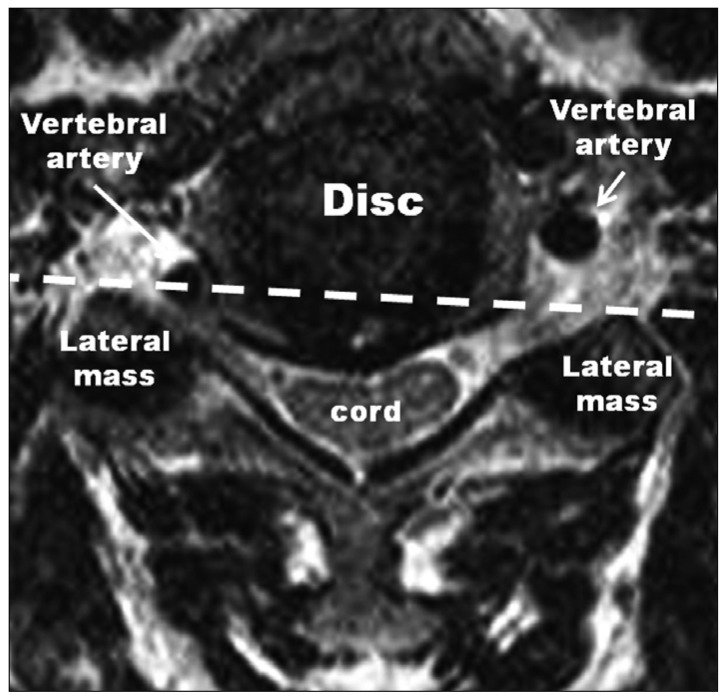 Vertebral
artery
Vertebral
artery
Disc
Lateral
mass
Lateral
mass
cord